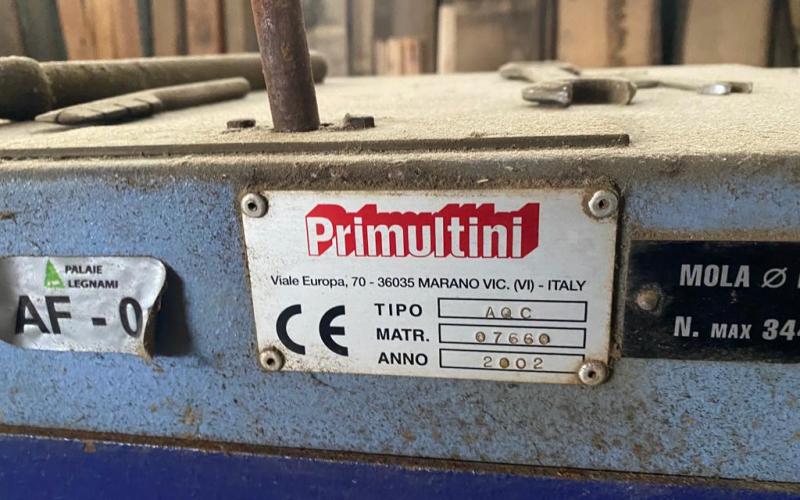 PALAIE
LEGNAMI
AF - 0
Primultini
Viale Europa, 70 - 36035 MARANO VIC. (VI) - ITALY
CE
TIPO AQC
MATR. 07660
ANNO 2002
MOLA Ø
N. MAX 344